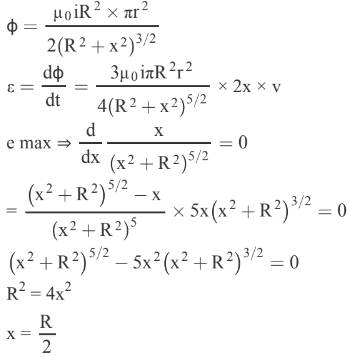 ϕ = μ₀iR² × πr² / 2(R² + x²)^3/2
ε = dϕ/dt = 3μ₀iπR²r² / 4(R² + x²)^5/2 × 2x × v
e max ⇒ d/dx x/(x² + R²)^5/2 = 0
= (x² + R²)^5/2 – x / (x² + R²)^5 × 5x(x² + R²)^3/2 = 0
(x² + R²)^5/2 – 5x²(x² + R²)^3/2 = 0
R² = 4x²
x = R/2